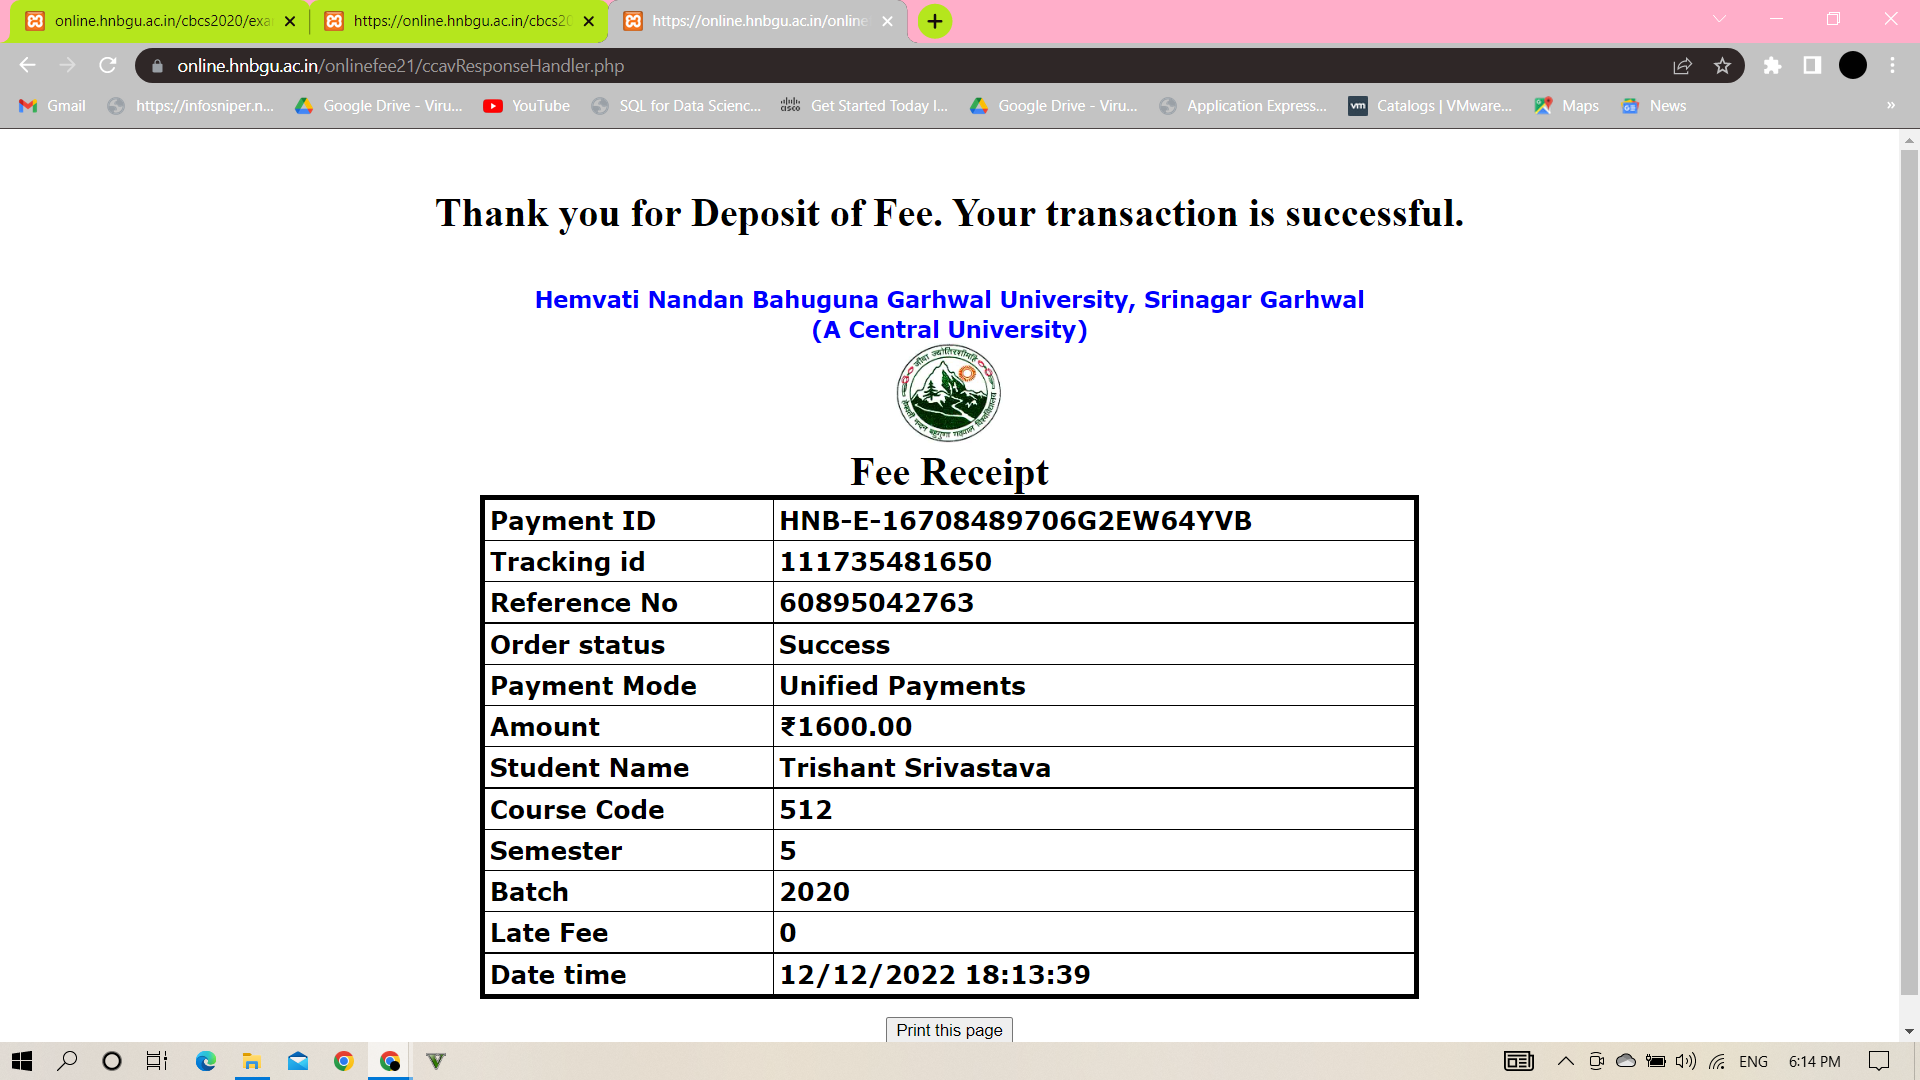 online.hnbgu.ac.in/cbcs2020/exa
https://online.hnbgu.ac.in/cbcs20
https://online.hnbgu.ac.in/online
online.hnbgu.ac.in/onlinefee21/ccavResponseHandler.php
Gmail
https://infosniper.n...
Google Drive - Viru...
YouTube
SQL for Data Scienc...
Get Started Today I...
Google Drive - Viru...
Application Express...
vm
Catalogs | VMware...
Maps
News
»
Thank you for Deposit of Fee. Your transaction is successful.
Hemvati Nandan Bahuguna Garhwal University, Srinagar Garhwal
(A Central University)
Fee Receipt
Payment ID HNB-E-16708489706G2EW64YVB
Tracking id 111735481650
Reference No 60895042763
Order status Success
Payment Mode Unified Payments
Amount ₹1600.00
Student Name Trishant Srivastava
Course Code 512
Semester 5
Batch 2020
Late Fee 0
Date time 12/12/2022 18:13:39
Print this page
ENG
6:14 PM